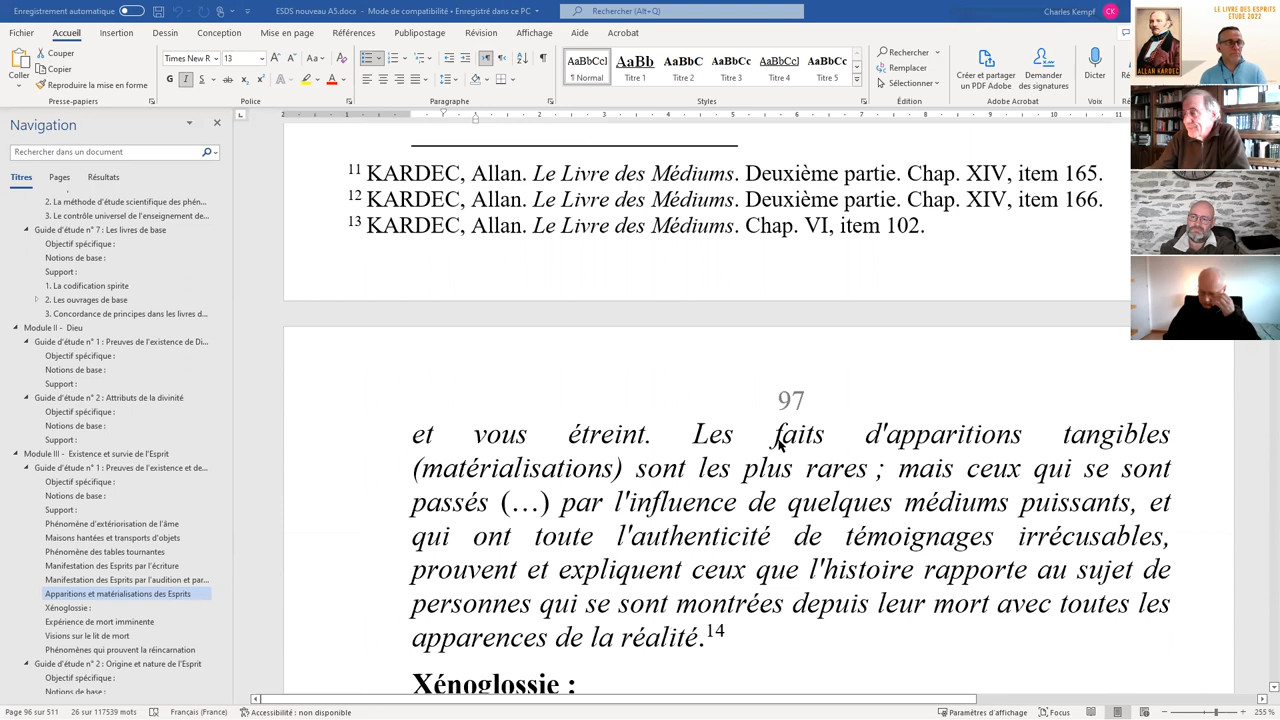 Enregistrement automatique
ESDS nouveau A5.docx - Mode de compatibilité • Enregistré dans ce PC
Rechercher (Alt+Q)
Charles Kempf
CK
Fichier Accueil Insertion Dessin Conception Mise en page Références Publipostage Révision Affichage Aide Acrobat
Coller
Couper
Copier
Reproduire la mise en forme
Presse-papiers
Times New R 13
Police
Paragraphe
AaBbCcI AaBb AaBbC AaBbCcI AaBbCcI AaBbCc
¶ Normal Titre 1 Titre 2 Titre 3 Titre 4 Titre 5
Styles
Rechercher
Remplacer
Sélectionner
Édition
Créer et partager
un PDF Adobe
Demander
des signatures
Adobe Acrobat
Dicter
Voix
LE LIVRE DES ESPRITS
ETUDE 2022
ALLAN KARDEC
Navigation
Rechercher dans un document
Titres Pages Résultats
2. La méthode d'étude scientifique des phén...
3. Le contrôle universel de l'enseignement de...
Guide d'étude n° 7 : Les livres de base
Objectif spécifique :
Notions de base :
Support :
1. La codification spirite
2. Les ouvrages de base
3. Concordance de principes dans les livres d...
Module II - Dieu
Guide d'étude n° 1 : Preuves de l'existence de Di...
Objectif spécifique :
Notions de base :
Support :
Guide d'étude n° 2 : Attributs de la divinité
Objectif spécifique :
Notions de base :
Support :
Module III - Existence et survie de l'Esprit
Guide d'étude n° 1 : Preuves de l'existence et de...
Objectif spécifique :
Notions de base :
Support :
Phénomène d'extériorisation de l'âme
Maisons hantées et transports d'objets
Phénomène des tables tournantes
Manifestation des Esprits par l'écriture
Manifestation des Esprits par l'audition et par...
Apparitions et matérialisations des Esprits
Xénoglossie :
Expérience de mort imminente
Visions sur le lit de mort
Phénomènes qui prouvent la réincarnation
Guide d'étude n° 2 : Origine et nature de l'Esprit
Objectif spécifique :
Notions de base :
11 KARDEC, Allan. Le Livre des Médiums. Deuxième partie. Chap. XIV, item 165.
12 KARDEC, Allan. Le Livre des Médiums. Deuxième partie. Chap. XIV, item 166.
13 KARDEC, Allan. Le Livre des Médiums. Chap. VI, item 102.
97
et vous étreint. Les faits d'apparitions tangibles
(matérialisations) sont les plus rares ; mais ceux qui se sont
passés (…) par l'influence de quelques médiums puissants, et
qui ont toute l'authenticité de témoignages irrécusables,
prouvent et expliquent ceux que l'histoire rapporte au sujet de
personnes qui se sont montrées depuis leur mort avec toutes les
apparences de la réalité.14
Xénoglossie :
Page 96 sur 511 26 sur 117539 mots Français (France) Accessibilité : non disponible
Paramètres d'affichage Focus 255 %